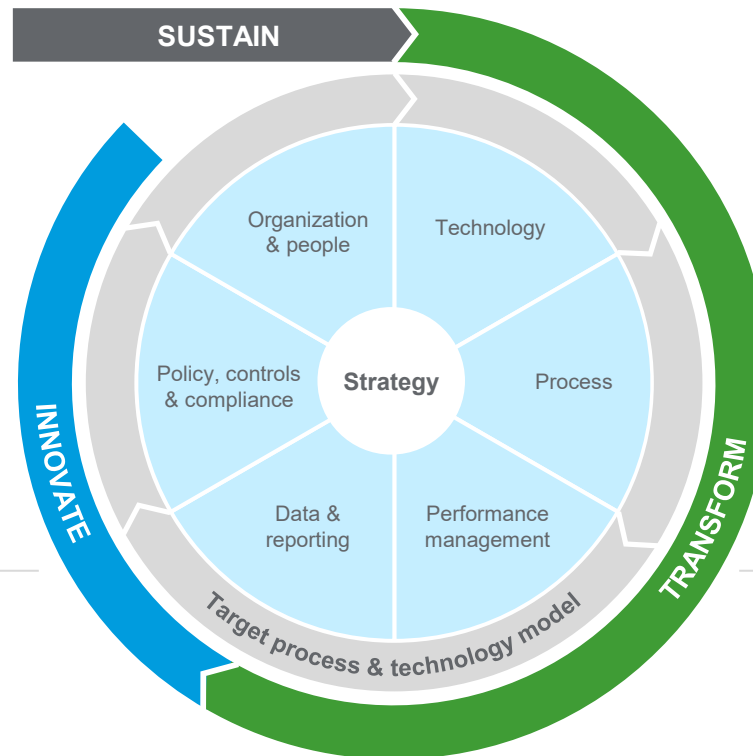 SUSTAIN
Organization
& people
Technology
Policy, controls
& compliance
Strategy
Process
Data &
reporting
Performance
management
INNOVATE
TRANSFORM
Target process & technology model